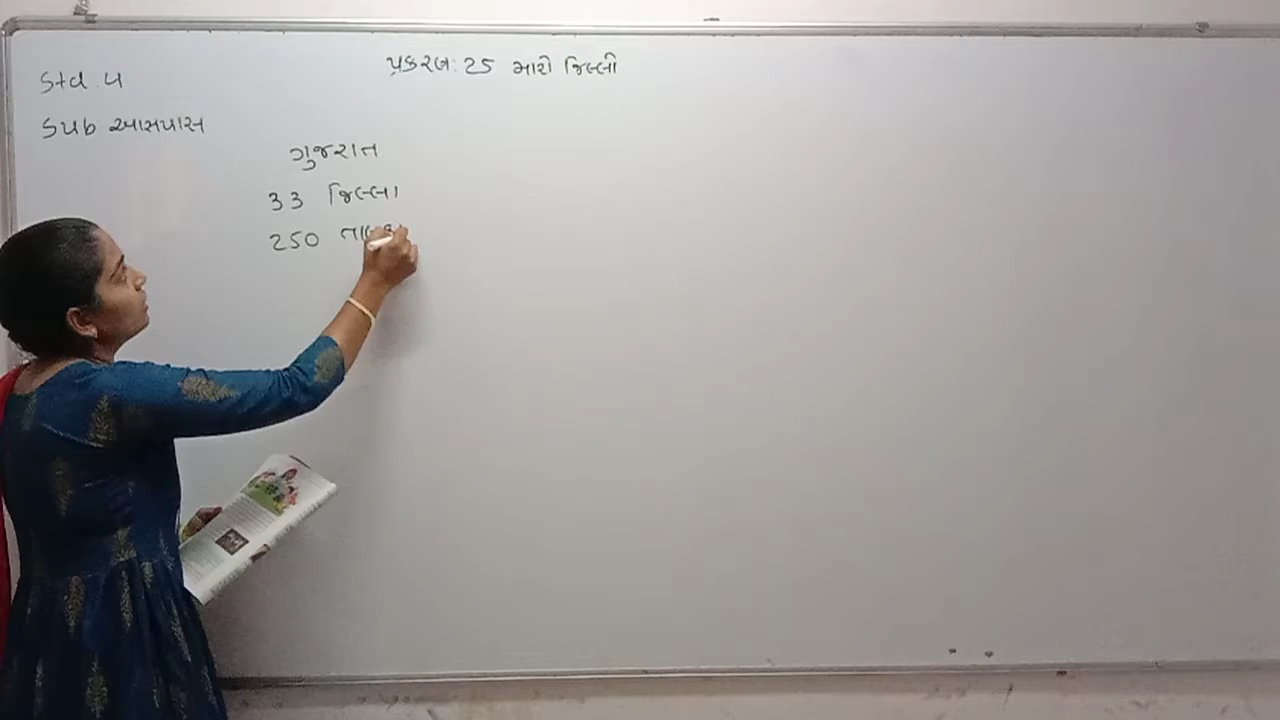 પ્રકરણ: 25 મારો જિલ્લો
Std. 4
Sub આસપાસ
ગુજરાત
33 જિલ્લા
250